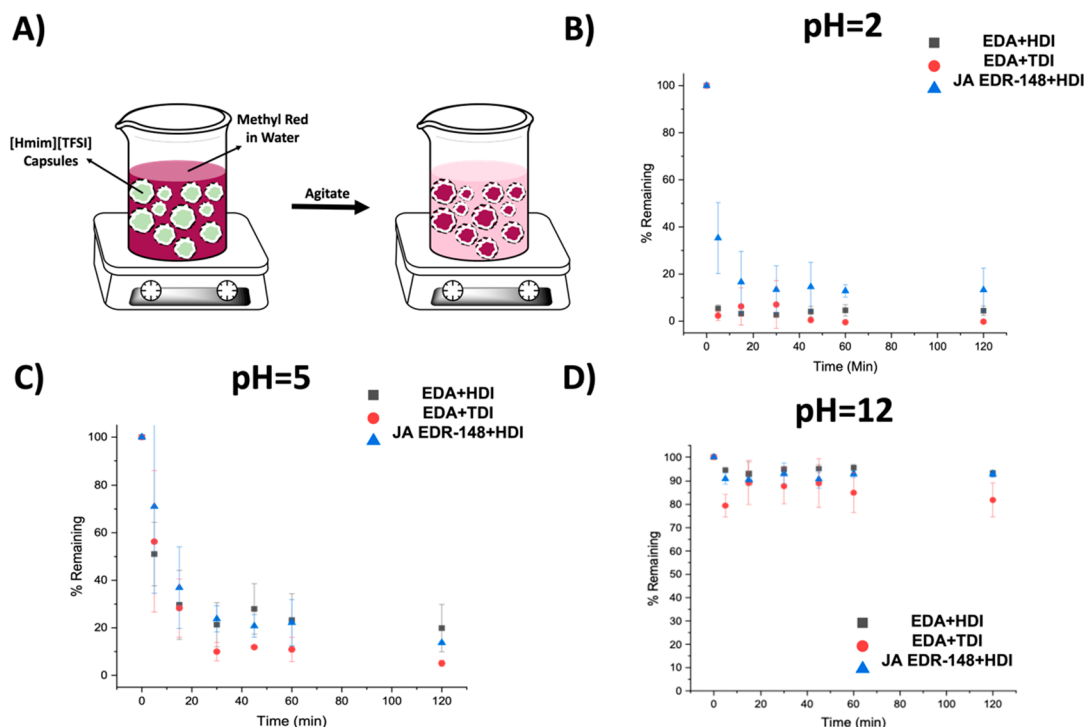 A)
[Hmim][TFSI]
Capsules
Methyl Red
in Water
Agitate
B)
pH=2
EDA+HDI
EDA+TDI
JA EDR-148+HDI
% Remaining
100
80
60
40
20
0
0
20
40
60
80
100
120
Time (Min)
C)
pH=5
EDA+HDI
EDA+TDI
JA EDR-148+HDI
% Remaining
100
80
60
40
20
0
0
20
40
60
80
100
120
Time (min)
D)
pH=12
% Remaining
100
90
80
70
60
50
40
30
20
10
0
EDA+HDI
EDA+TDI
JA EDR-148+HDI
0
20
40
60
80
100
120
Time (min)